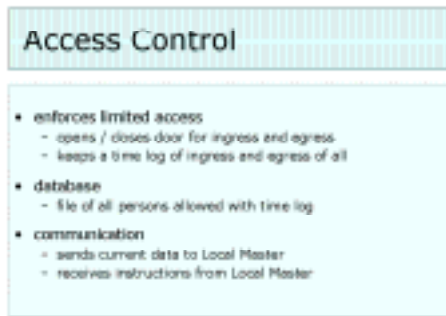 Access Control
• enforces limited access
– opens / closes door for ingress and egress
– keeps a time log of ingress and egress of all
• database
– file of all persons allowed with time log
• communication
– sends current data to Local Master
– receives instructions from Local Master